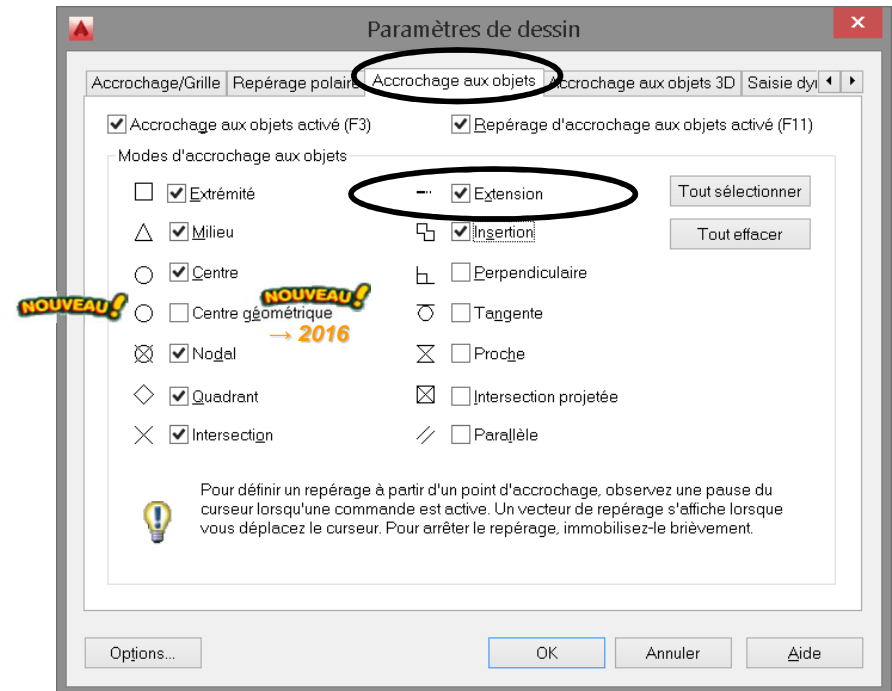 Paramètres de dessin
Accrochage/Grille Repérage polaire Accrochage aux objets Accrochage aux objets 3D Saisie dy
Accrochage aux objets activé (F3) Repérage d'accrochage aux objets activé (F11)
Modes d'accrochage aux objets
Extrémité Extension Tout sélectionner
Milieu Insertion Tout effacer
Centre Perpendiculaire
NOUVEAU! NOUVEAU!
Centre géométrique Tangente
→ 2016
Nodal Proche
Quadrant Intersection projetée
Intersection Parallèle
Pour définir un repérage à partir d'un point d'accrochage, observez une pause du
curseur lorsqu'une commande est active. Un vecteur de repérage s'affiche lorsque
vous déplacez le curseur. Pour arrêter le repérage, immobilisez-le brièvement.
Options... OK Annuler Aide